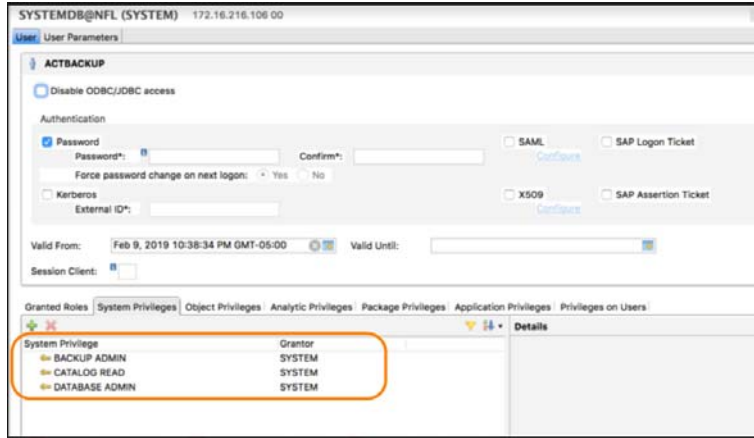 SYSTEMDB@NFL (SYSTEM) 172.16.216.106 00
User User Parameters
ACTBACKUP
Disable ODBC/JDBC access
Authentication
Password SAML SAP Logon Ticket
Password*: Confirm*: Configure
Force password change on next logon: Yes No
Kerberos X509 SAP Assertion Ticket
External ID*: Configure
Valid From: Feb 9, 2019 10:38:34 PM GMT-05:00 Valid Until:
Session Client:
Granted Roles System Privileges Object Privileges Analytic Privileges Package Privileges Application Privileges Privileges on Users
Details
System Privilege Grantor
BACKUP ADMIN SYSTEM
CATALOG READ SYSTEM
DATABASE ADMIN SYSTEM